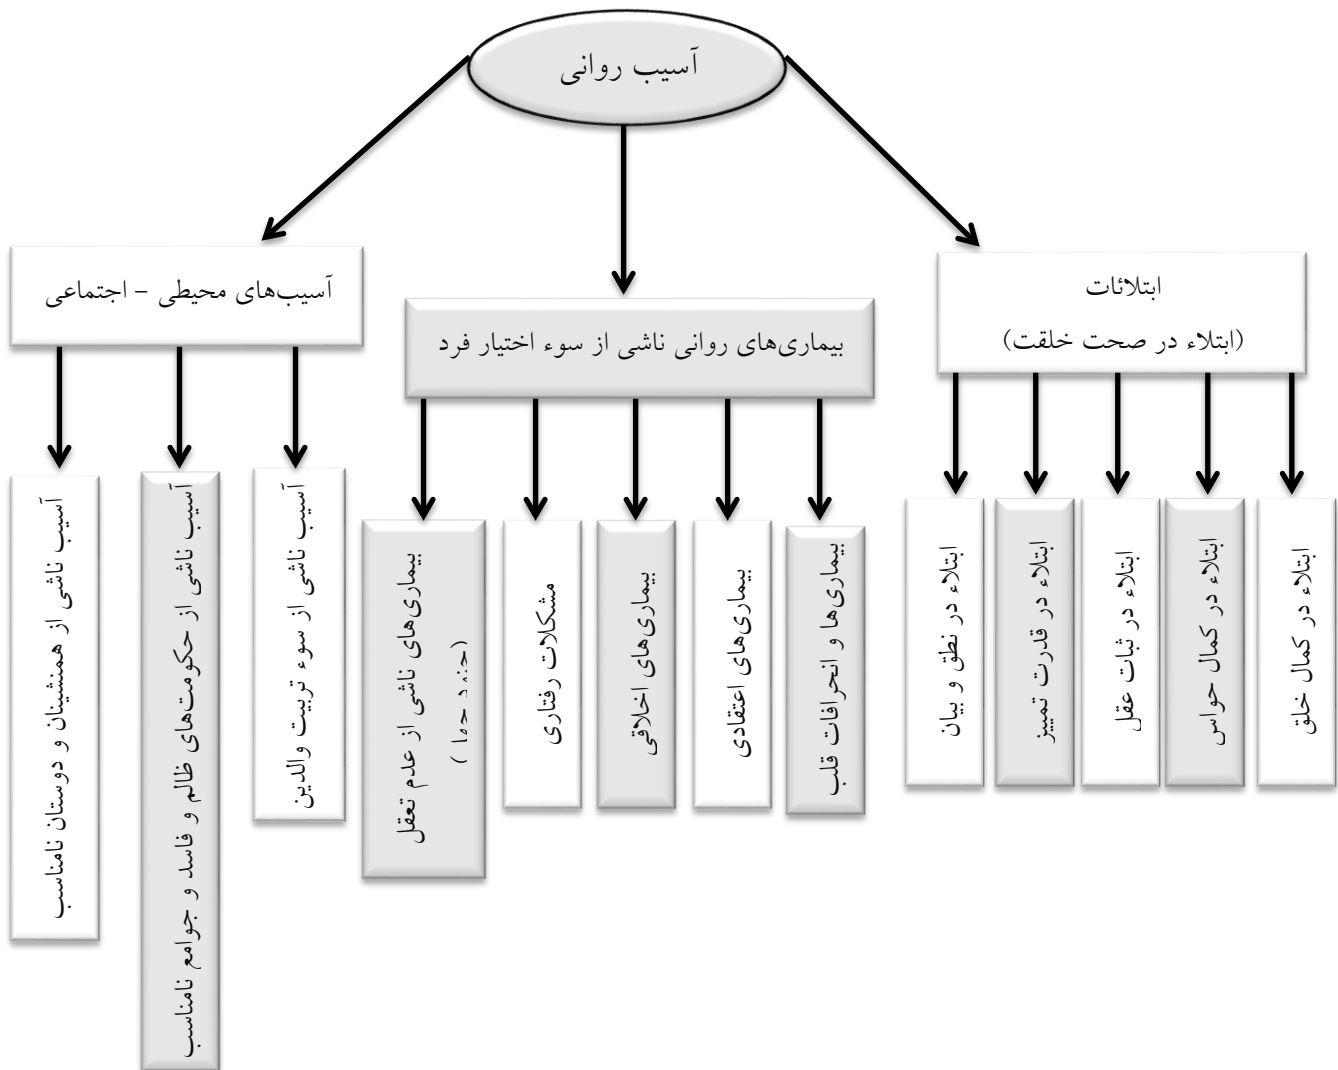 آسیب روانی
ابتلائات
(ابتلاء در صحت خلقت)
بیماری‌های روانی ناشی از سوء اختیار فرد
آسیب‌های محیطی – اجتماعی
ابتلاء در کمال خلق
ابتلاء در کمال حواس
ابتلاء در ثبات عقل
ابتلاء در قدرت تمییز
ابتلاء در نطق و بیان
بیماری‌ها و انحرافات قلب
بیماری‌های اعتقادی
بیماری‌های اخلاقی
مشکلات رفتاری
بیماری‌های ناشی از عدم تعقل
آسیب ناشی از سوء تربیت والدین
آسیب ناشی از حکومت‌های ظالم و فاسد و جوامع نامناسب
آسیب ناشی از همنشینان و دوستان نامناسب